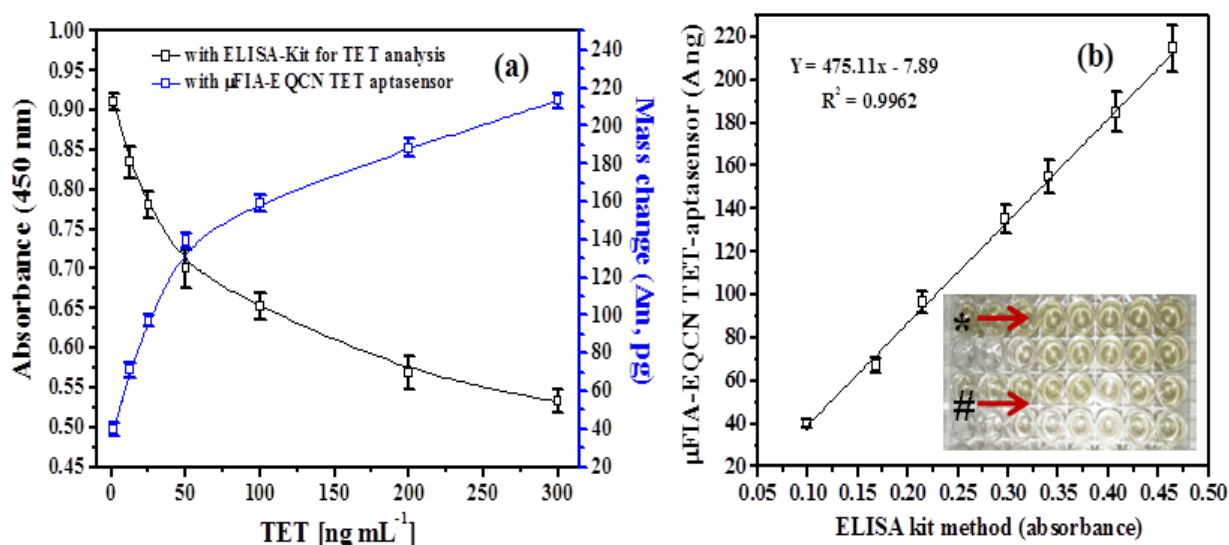 (a)
with ELISA-Kit for TET analysis
with µFIA-EQCN TET aptasensor
Absorbance (450 nm)
1.00
0.95
0.90
0.85
0.80
0.75
0.70
0.65
0.60
0.55
0.50
0.45
0 50 100 150 200 250 300
TET [ng mL⁻¹]
240
220
200
180
160
140
120
100
80
60
40
20
Mass change (Δm, pg)
(b)
Y = 475.11x - 7.89
R² = 0.9962
µFIA-EQCN TET-aptasensor (Δng)
220
200
180
160
140
120
100
80
60
40
20
*
#
0.05 0.10 0.15 0.20 0.25 0.30 0.35 0.40 0.45 0.50
ELISA kit method (absorbance)